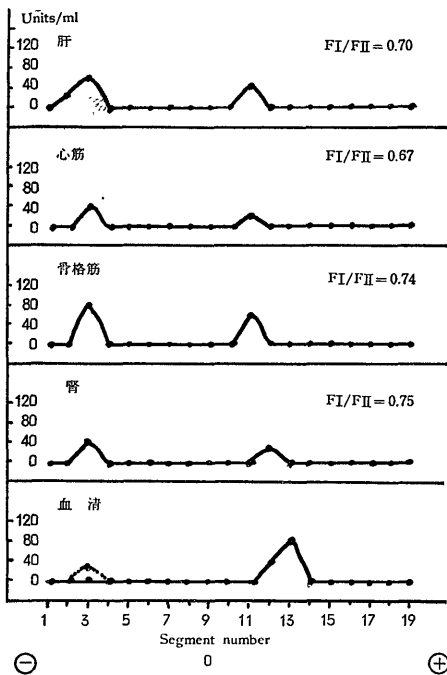 Units/ml
肝
FI/FII=0.70
120
80
40
0
心筋
FI/FII=0.67
120
80
40
0
骨格筋
FI/FII=0.74
120
80
40
0
腎
FI/FII=0.75
120
80
40
0
血 清
120
80
40
0
1 3 5 7 9 11 13 15 17 19
Segment number
⊖ 0 ⊕